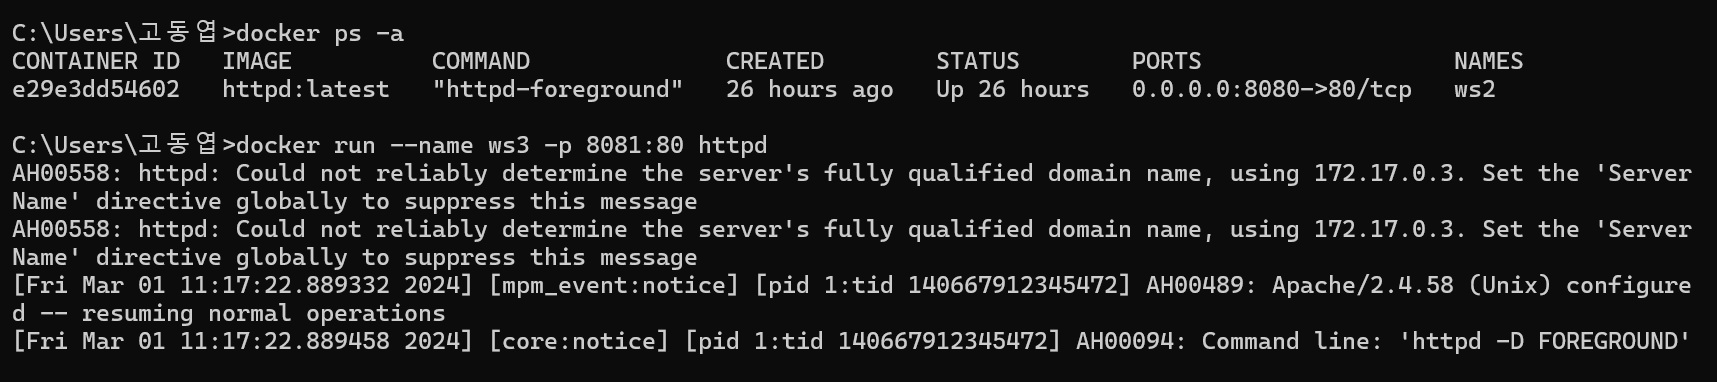 C:\Users\고동엽>docker ps -a
CONTAINER ID   IMAGE          COMMAND              CREATED        STATUS        PORTS                  NAMES
e29e3dd54602   httpd:latest   "httpd-foreground"   26 hours ago   Up 26 hours   0.0.0.0:8080->80/tcp   ws2
C:\Users\고동엽>docker run --name ws3 -p 8081:80 httpd
AH00558: httpd: Could not reliably determine the server's fully qualified domain name, using 172.17.0.3. Set the 'Server
Name' directive globally to suppress this message
AH00558: httpd: Could not reliably determine the server's fully qualified domain name, using 172.17.0.3. Set the 'Server
Name' directive globally to suppress this message
[Fri Mar 01 11:17:22.889332 2024] [mpm_event:notice] [pid 1:tid 140667912345472] AH00489: Apache/2.4.58 (Unix) configure
d -- resuming normal operations
[Fri Mar 01 11:17:22.889458 2024] [core:notice] [pid 1:tid 140667912345472] AH00094: Command line: 'httpd -D FOREGROUND'